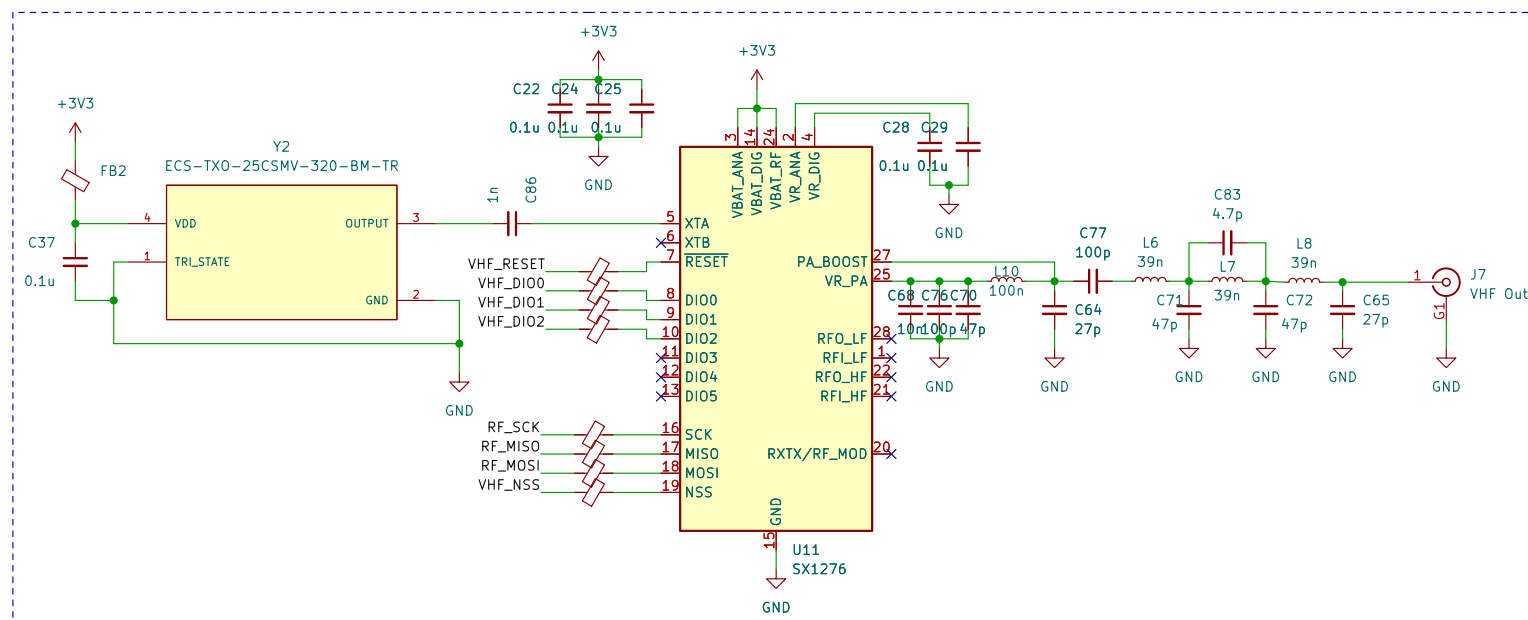 +3V3
FB2
C37
0.1u
Y2
ECS-TXO-25CSMV-320-BM-TR
4 VDD
1 TRI_STATE
OUTPUT 3
GND 2
GND
1n
C86
+3V3
C22 C24 C25
0.1u 0.1u 0.1u
GND
+3V3
3 14 24 2 4
VBAT_ANA
VBAT_DIG
VBAT_RF
VR_ANA
VR_DIG
C28 C29
0.1u 0.1u
GND
5 XTA
6 XTB
7 RESET
8 DIO0
9 DIO1
10 DIO2
11 DIO3
12 DIO4
13 DIO5
16 SCK
17 MISO
18 MOSI
19 NSS
VHF_RESET
VHF_DIO0
VHF_DIO1
VHF_DIO2
RF_SCK
RF_MISO
RF_MOSI
VHF_NSS
PA_BOOST 27
VR_PA 25
RFO_LF 28
RFI_LF 1
RFO_HF 22
RFI_HF 21
RXTX/RF_MOD 20
GND
15
U11
SX1276
GND
C68 C76 C70
10n 100p 47p
GND
L10
100n
C64
27p
GND
C77
100p
L6
39n
C71
47p
GND
C83
4.7p
L7
39n
C72
47p
GND
L8
39n
C65
27p
GND
1
J7
VHF Out
G1
GND